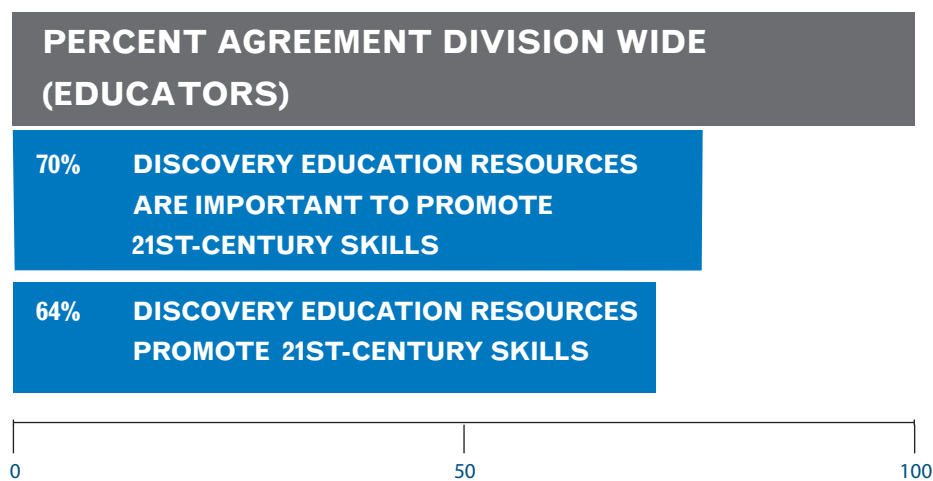 PERCENT AGREEMENT DIVISION WIDE
(EDUCATORS)
70% DISCOVERY EDUCATION RESOURCES
ARE IMPORTANT TO PROMOTE
21ST-CENTURY SKILLS
64% DISCOVERY EDUCATION RESOURCES
PROMOTE 21ST-CENTURY SKILLS
0 50 100